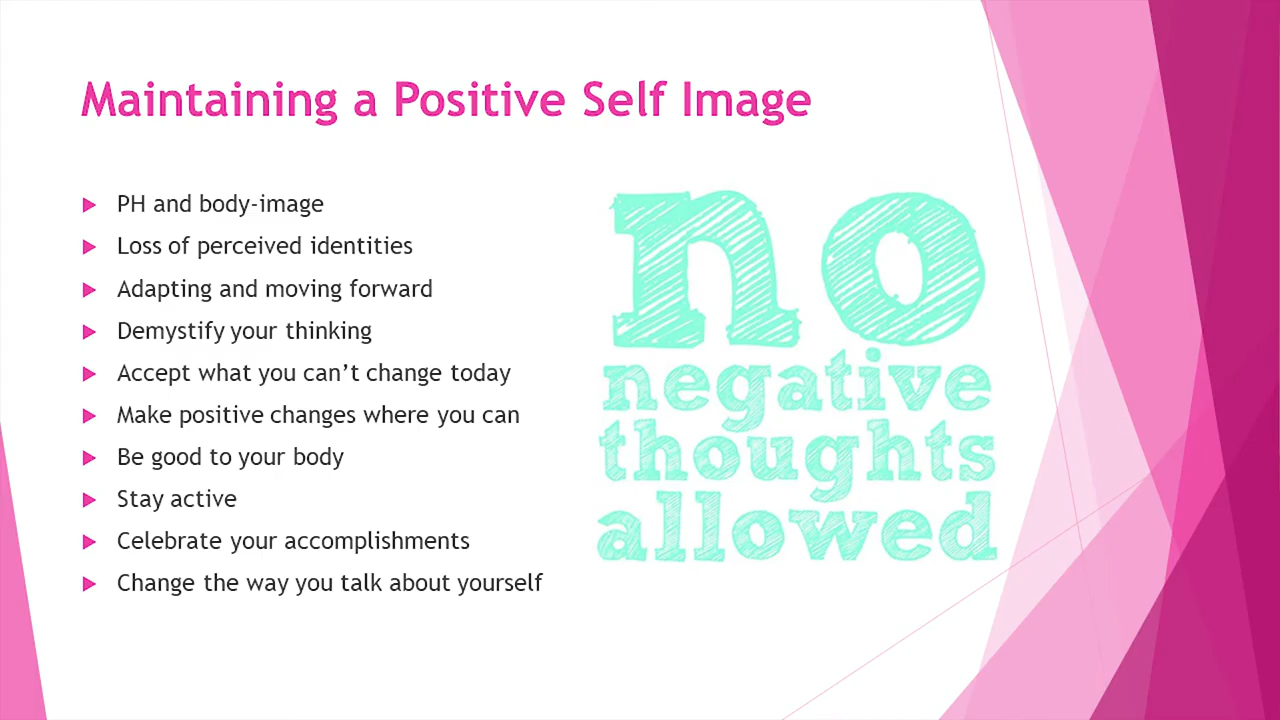 Maintaining a Positive Self Image
PH and body-image
Loss of perceived identities
Adapting and moving forward
Demystify your thinking
Accept what you can’t change today
Make positive changes where you can
Be good to your body
Stay active
Celebrate your accomplishments
Change the way you talk about yourself
no
negative
thoughts
allowed